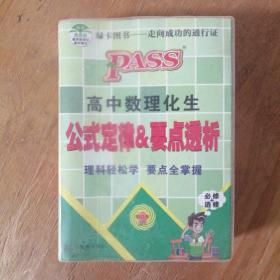 绿卡图书——走向成功的通行证
PASS
高中数理化生
公式定律&要点透析
理科轻松学 要点全掌握
必修
+
选修